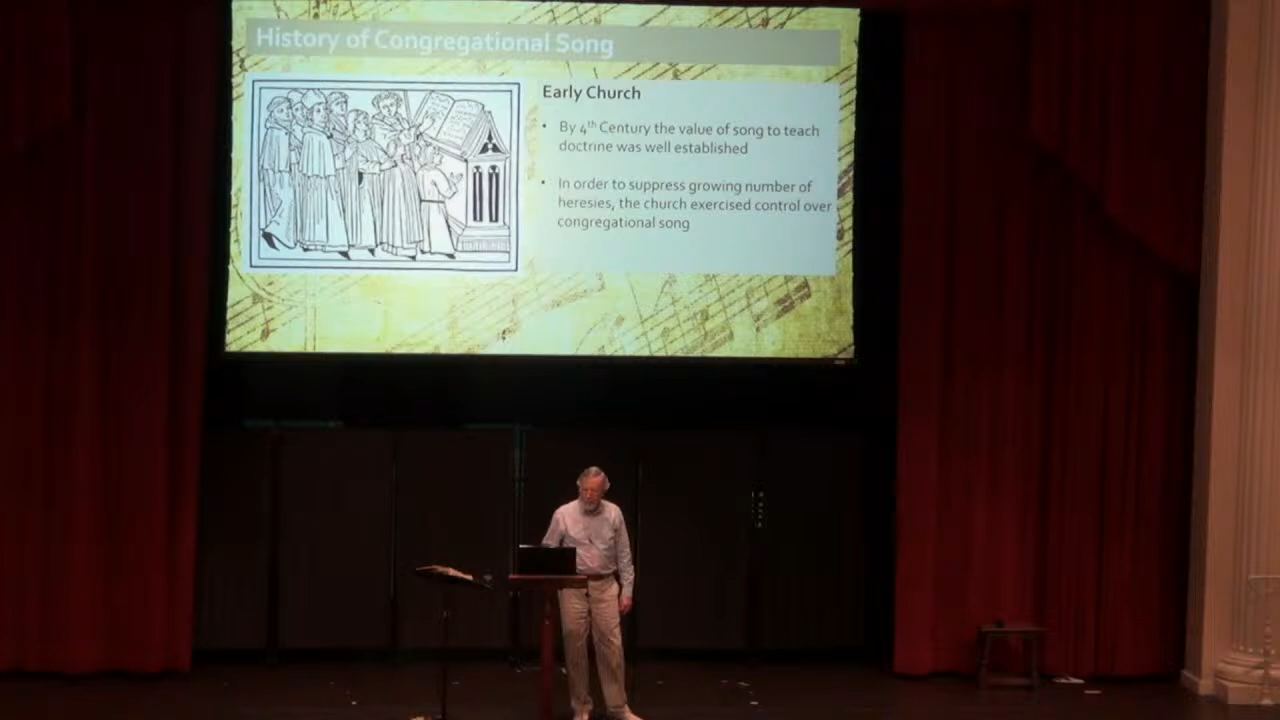 History of Congregational Song
Early Church
• By 4th Century the value of song to teach
doctrine was well established
• In order to suppress growing number of
heresies, the church exercised control over
congregational song